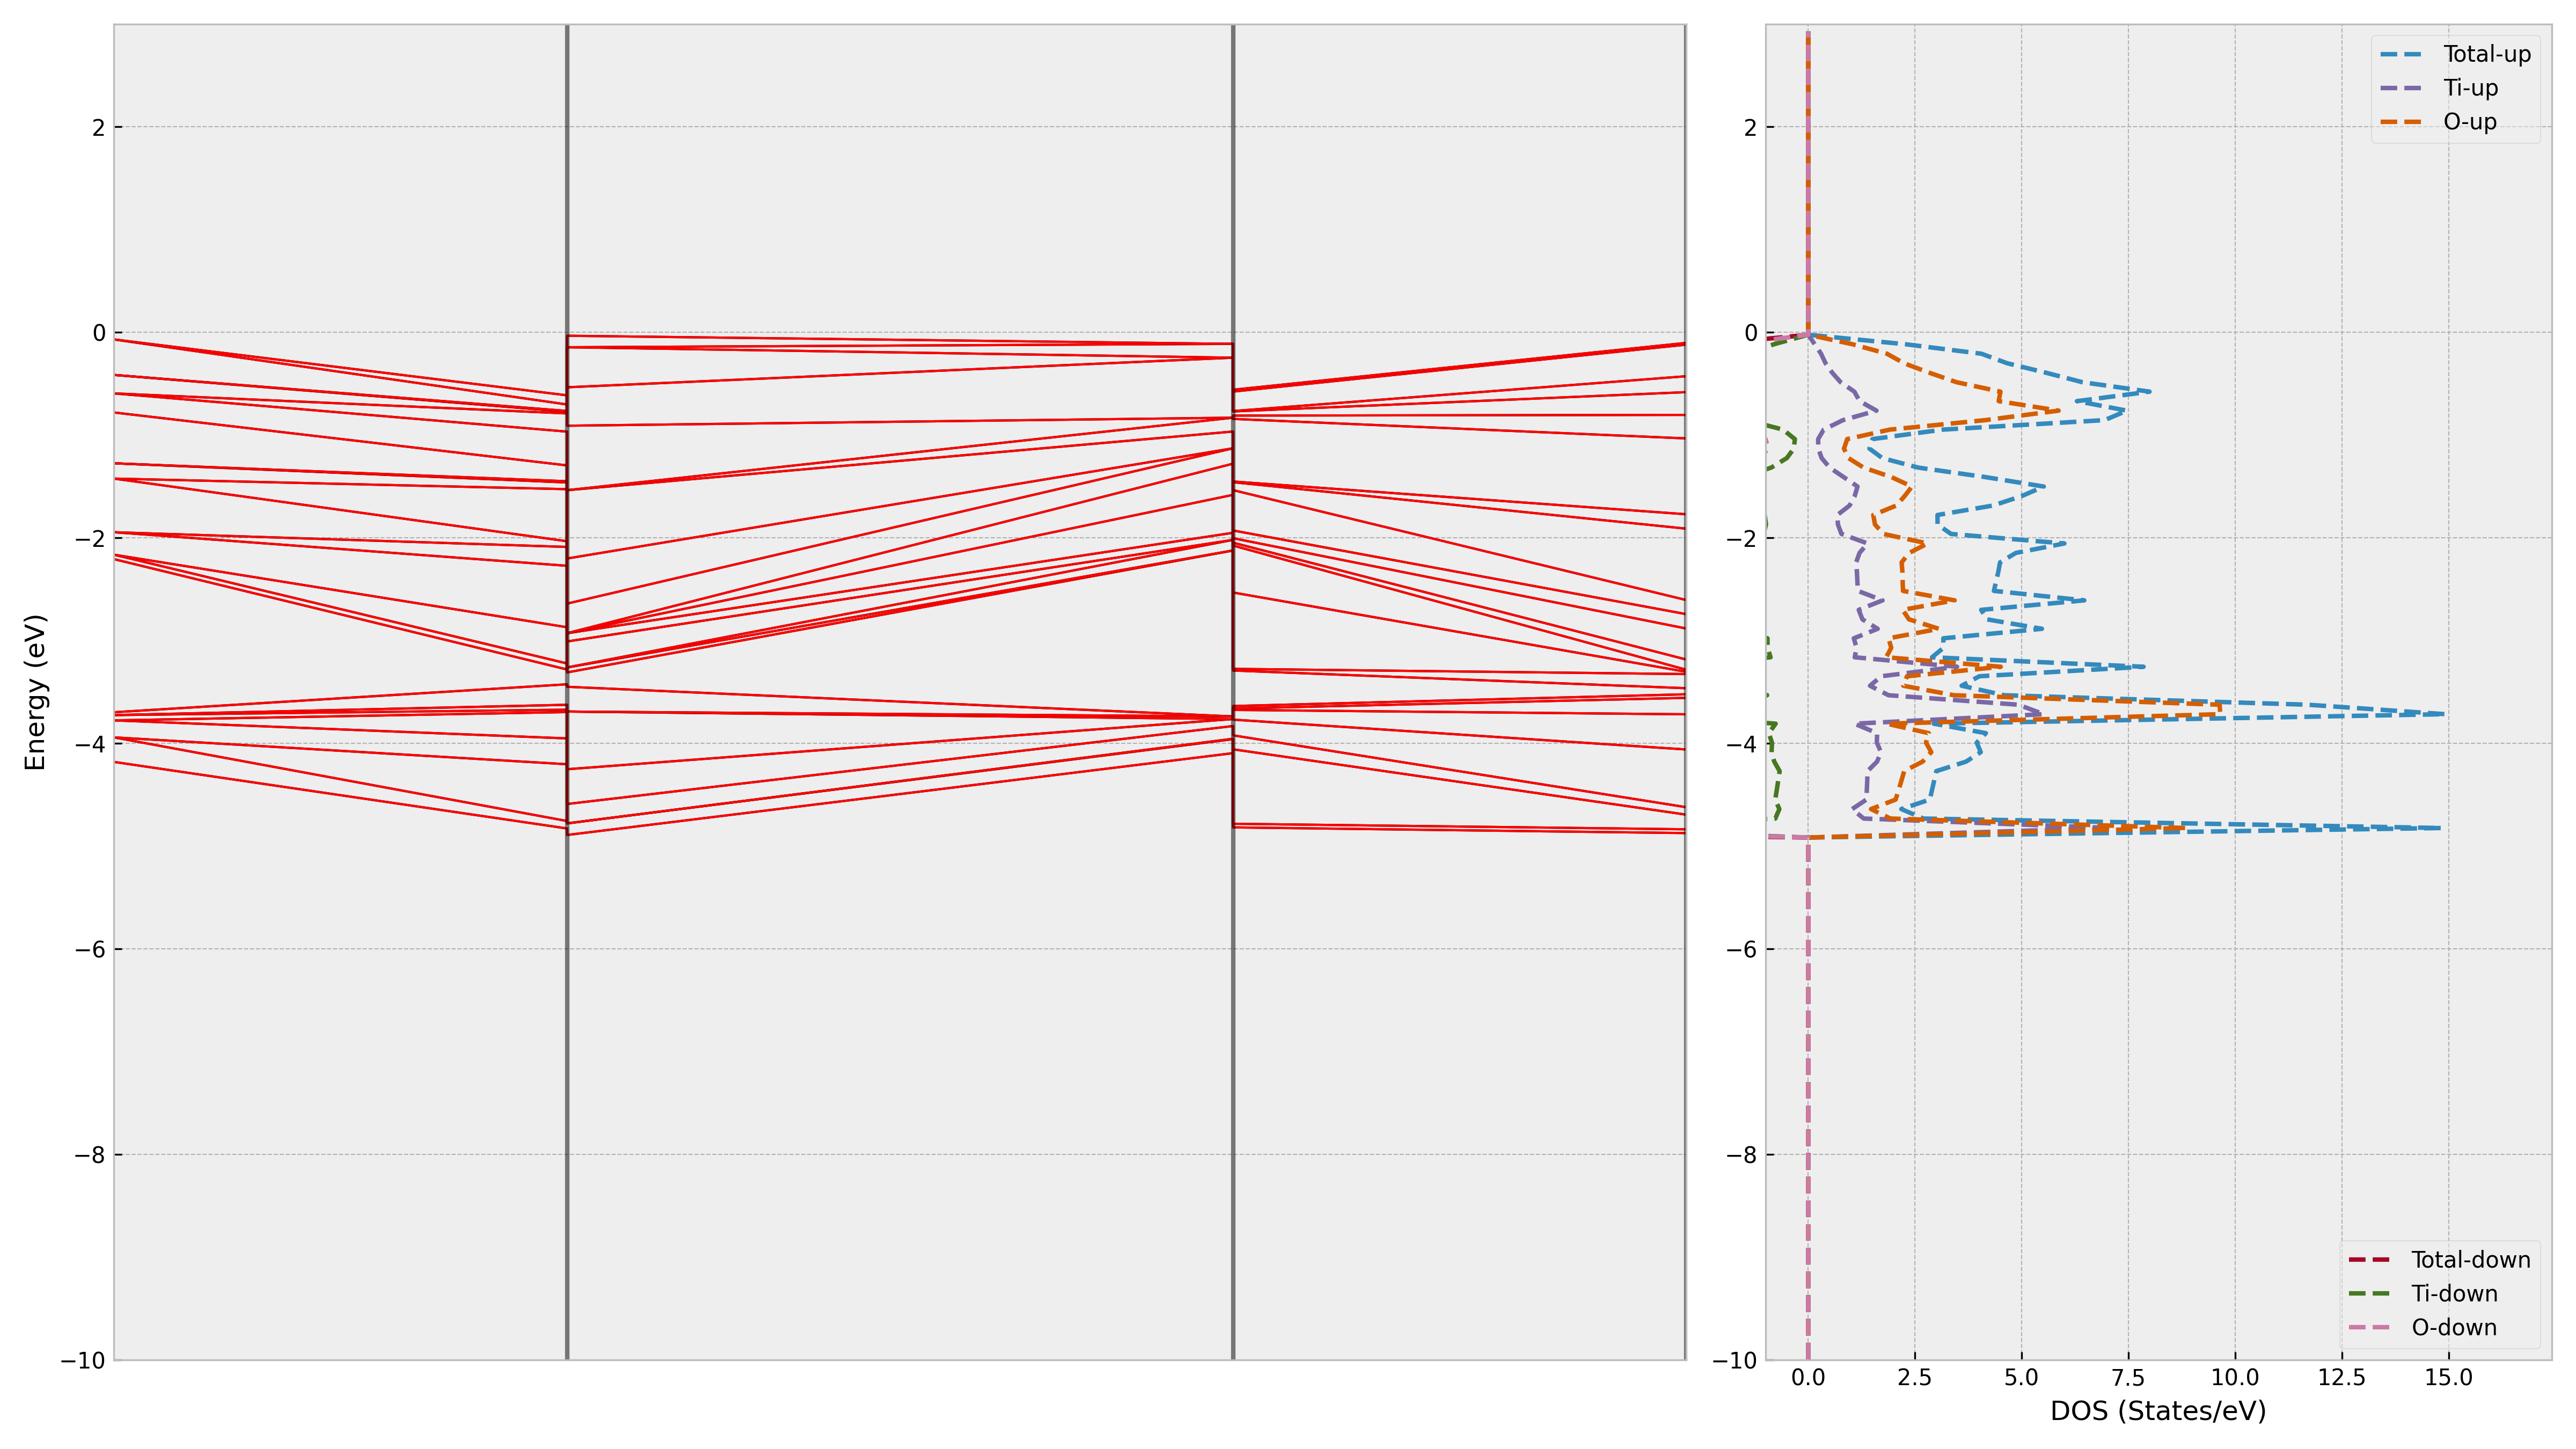 Energy (eV)
2
0
−2
−4
−6
−8
−10
2
0
−2
−4
−6
−8
−10
Total-up
Ti-up
O-up
Total-down
Ti-down
O-down
0.0 2.5 5.0 7.5 10.0 12.5 15.0
DOS (States/eV)